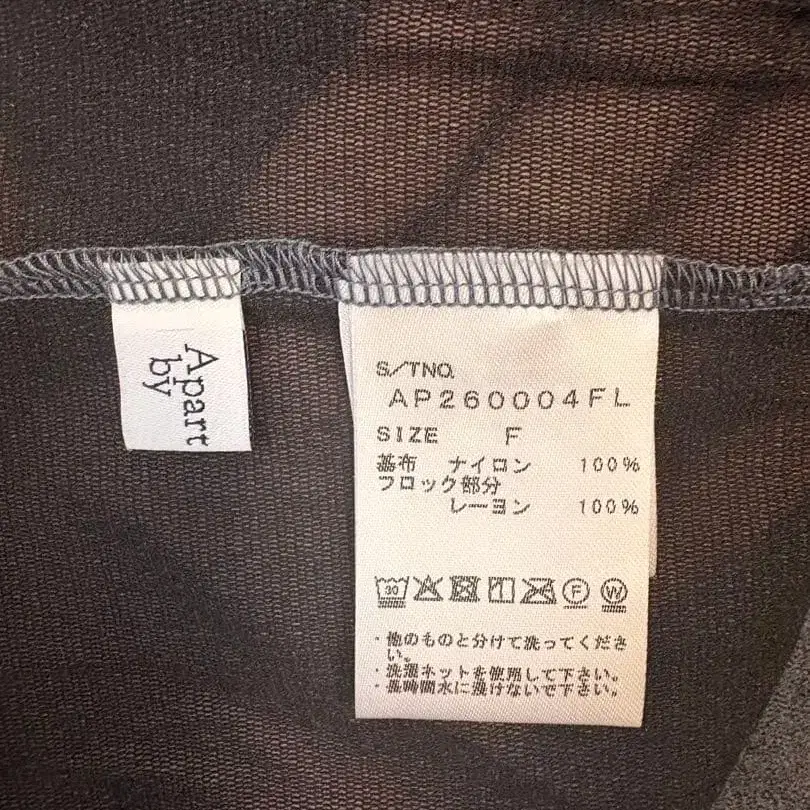 Apart
by
S/TNO.
AP260004FL
SIZE F
基布 ナイロン 100%
フロック部分
レーヨン 100%
30
F
W
・他のものと分けて洗ってくださ
い。
・洗濯ネットを使用して下さい。
・長時間水に漬けないで下さい。